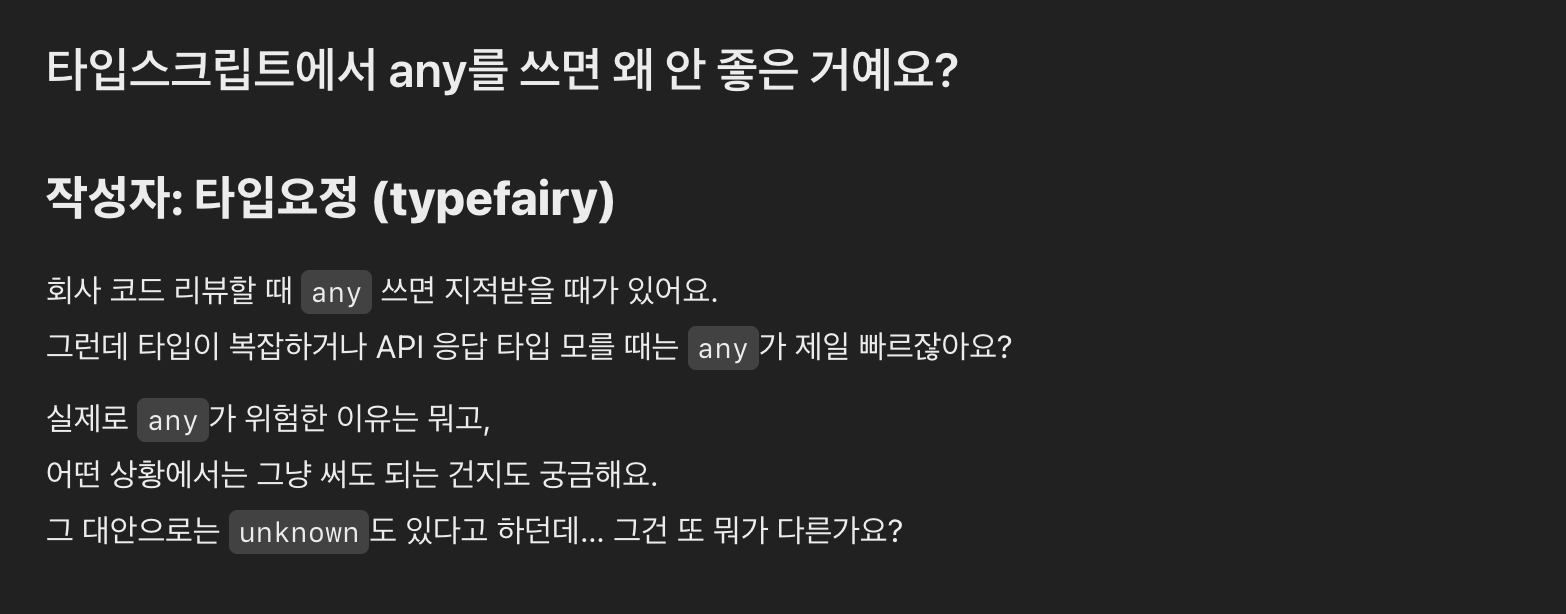 타입스크립트에서 any를 쓰면 왜 안 좋은 거예요?
작성자: 타입요정 (typefairy)
회사 코드 리뷰할 때 any 쓰면 지적받을 때가 있어요.
그런데 타입이 복잡하거나 API 응답 타입 모를 때는 any가 제일 빠르잖아요?
실제로 any가 위험한 이유는 뭐고,
어떤 상황에서는 그냥 써도 되는 건지도 궁금해요.
그 대안으로는 unknown도 있다고 하던데... 그건 또 뭐가 다른가요?